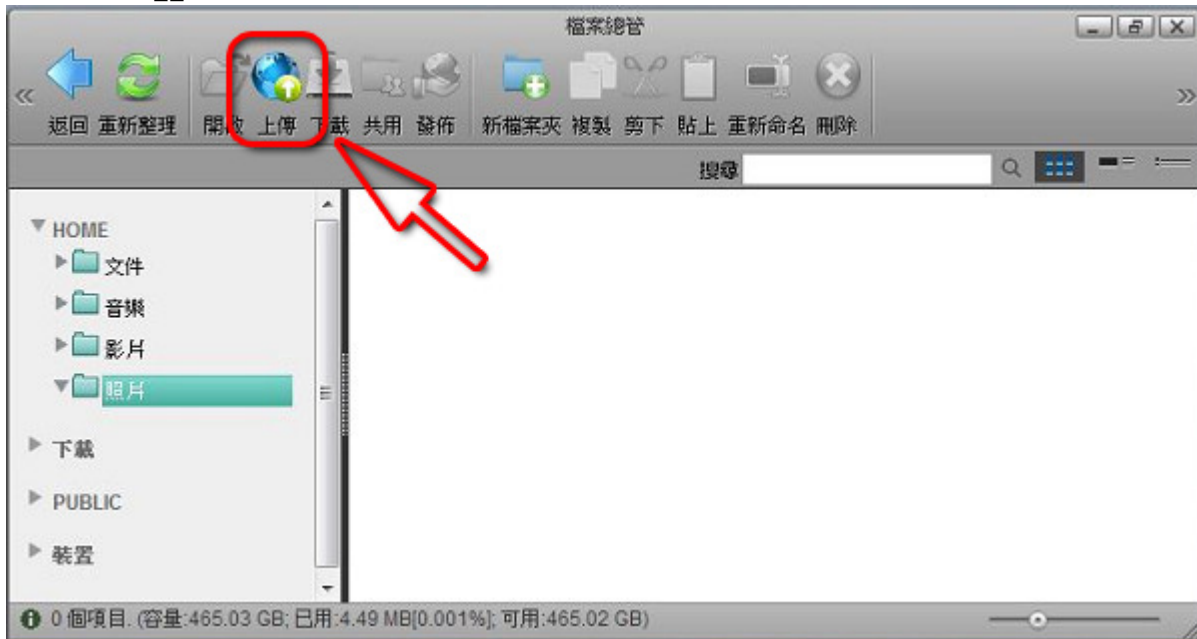 檔案總管
返回 重新整理 開啟 上傳 下載 共用 發佈 新檔案夾 複製 剪下 貼上 重新命名 刪除
搜尋
HOME
文件
音樂
影片
照片
下載
PUBLIC
裝置
0 個項目. (容量:465.03 GB; 已用:4.49 MB[0.001%]; 可用:465.02 GB)